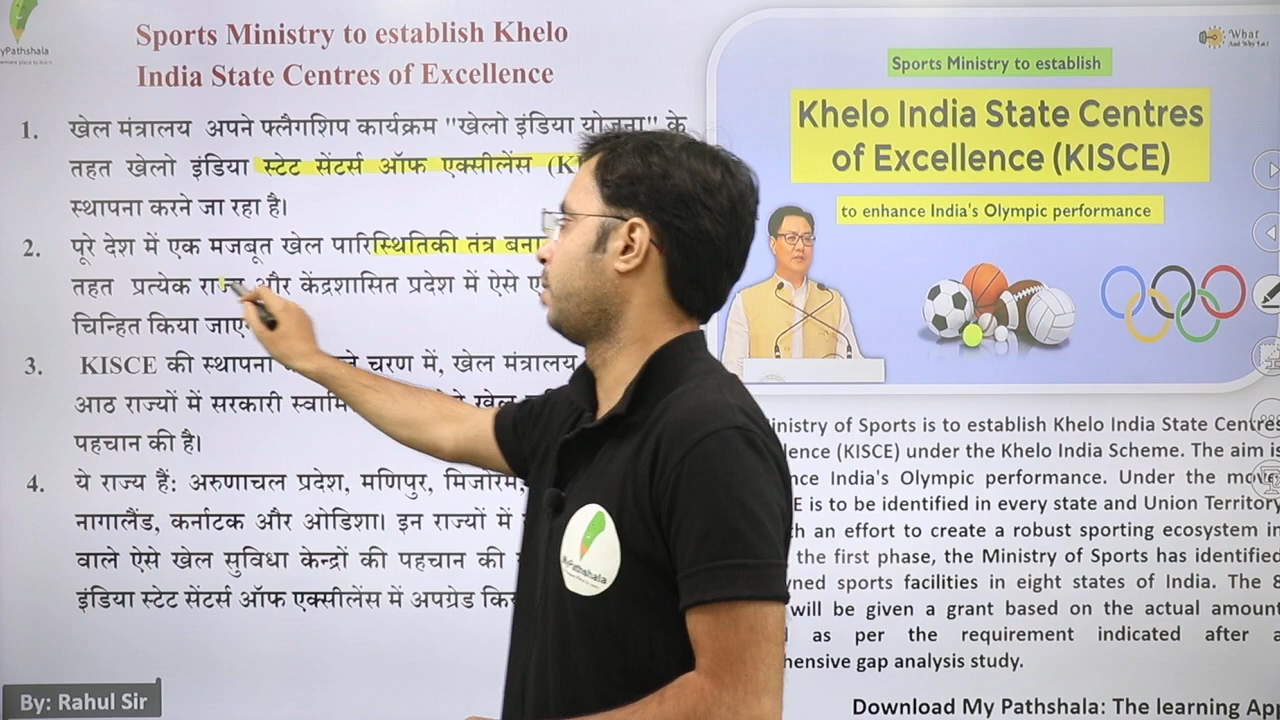 yPathshala
Sports Ministry to establish Khelo
India State Centres of Excellence
1. खेल मंत्रालय अपने फ्लैगशिप कार्यक्रम "खेलो इंडिया योजना" के
तहत खेलो इंडिया स्टेट सेंटर्स ऑफ एक्सीलेंस
स्थापना करने जा रहा है।
2. पूरे देश में एक मजबूत खेल पारिस्थितिकी तंत्र
तहत प्रत्येक राज्य और केंद्रशासित प्रदेश में ऐसे
चिन्हित किया
3. KISCE की स्थापना चरण में, खेल मंत्रालय
आठ राज्यों में सरकारी
पहचान की है।
4. ये राज्य हैं: अरुणाचल प्रदेश, मणिपुर, मिजोरम,
नागालैंड, कर्नाटक और ओडिशा। इन राज्यों में
वाले ऐसे खेल सुविधा केन्द्रों की पहचान की
इंडिया स्टेट सेंटर्स ऑफ एक्सीलेंस में अपग्रेड
By: Rahul Sir
MyPathshala
What
And Why Fact
Sports Ministry to establish
Khelo India State Centres
of Excellence (KISCE)
to enhance India's Olympic performance
inistry of Sports is to establish Khelo India State Centres
lence (KISCE) under the Khelo India Scheme. The aim is
nce India's Olympic performance. Under the move,
E is to be identified in every state and Union Territory
an effort to create a robust sporting ecosystem in
the first phase, the Ministry of Sports has identified
ned sports facilities in eight states of India. The 8
will be given a grant based on the actual amount
as per the requirement indicated after a
hensive gap analysis study.
Download My Pathshala: The learning App